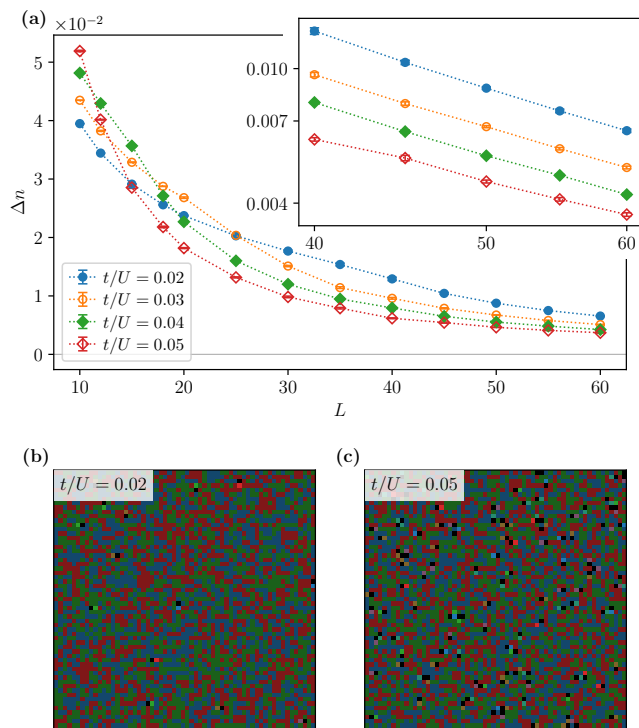 (a)
×10⁻²
5
4
3
2
1
0
Δn
t/U = 0.02
t/U = 0.03
t/U = 0.04
t/U = 0.05
10 20 30 40 50 60
L
0.010
0.007
0.004
40 50 60
(b) (c)
t/U = 0.02 t/U = 0.05